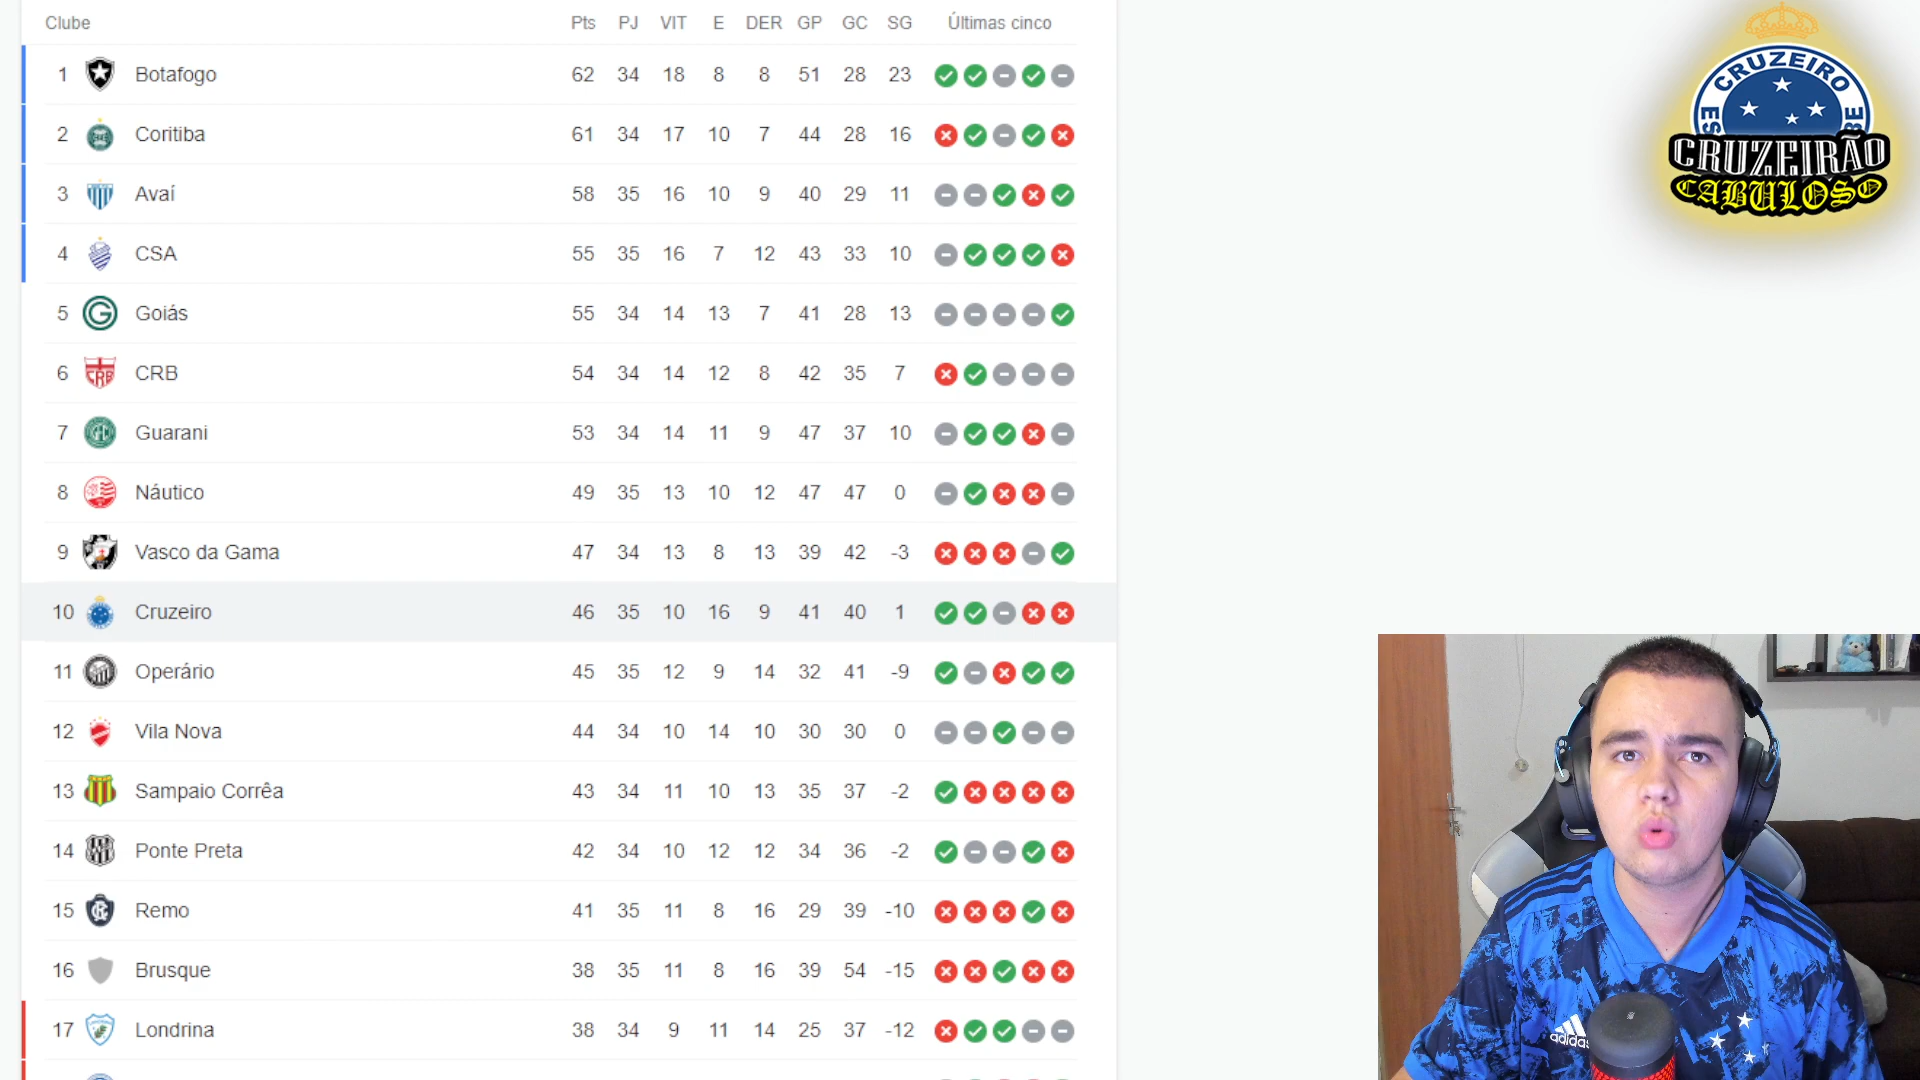 Clube Pts PJ VIT E DER GP GC SG Últimas cinco
1 Botafogo 62 34 18 8 8 51 28 23
2 Coritiba 61 34 17 10 7 44 28 16
3 Avaí 58 35 16 10 9 40 29 11
4 CSA 55 35 16 7 12 43 33 10
5 Goiás 55 34 14 13 7 41 28 13
6 CRB 54 34 14 12 8 42 35 7
7 Guarani 53 34 14 11 9 47 37 10
8 Náutico 49 35 13 10 12 47 47 0
9 Vasco da Gama 47 34 13 8 13 39 42 -3
10 Cruzeiro 46 35 10 16 9 41 40 1
11 Operário 45 35 12 9 14 32 41 -9
12 Vila Nova 44 34 10 14 10 30 30 0
13 Sampaio Corrêa 43 34 11 10 13 35 37 -2
14 Ponte Preta 42 34 10 12 12 34 36 -2
15 Remo 41 35 11 8 16 29 39 -10
16 Brusque 38 35 11 8 16 39 54 -15
17 Londrina 38 34 9 11 14 25 37 -12
CRUZEIRO
CRUZEIRÃO
CABULOSO
adidas